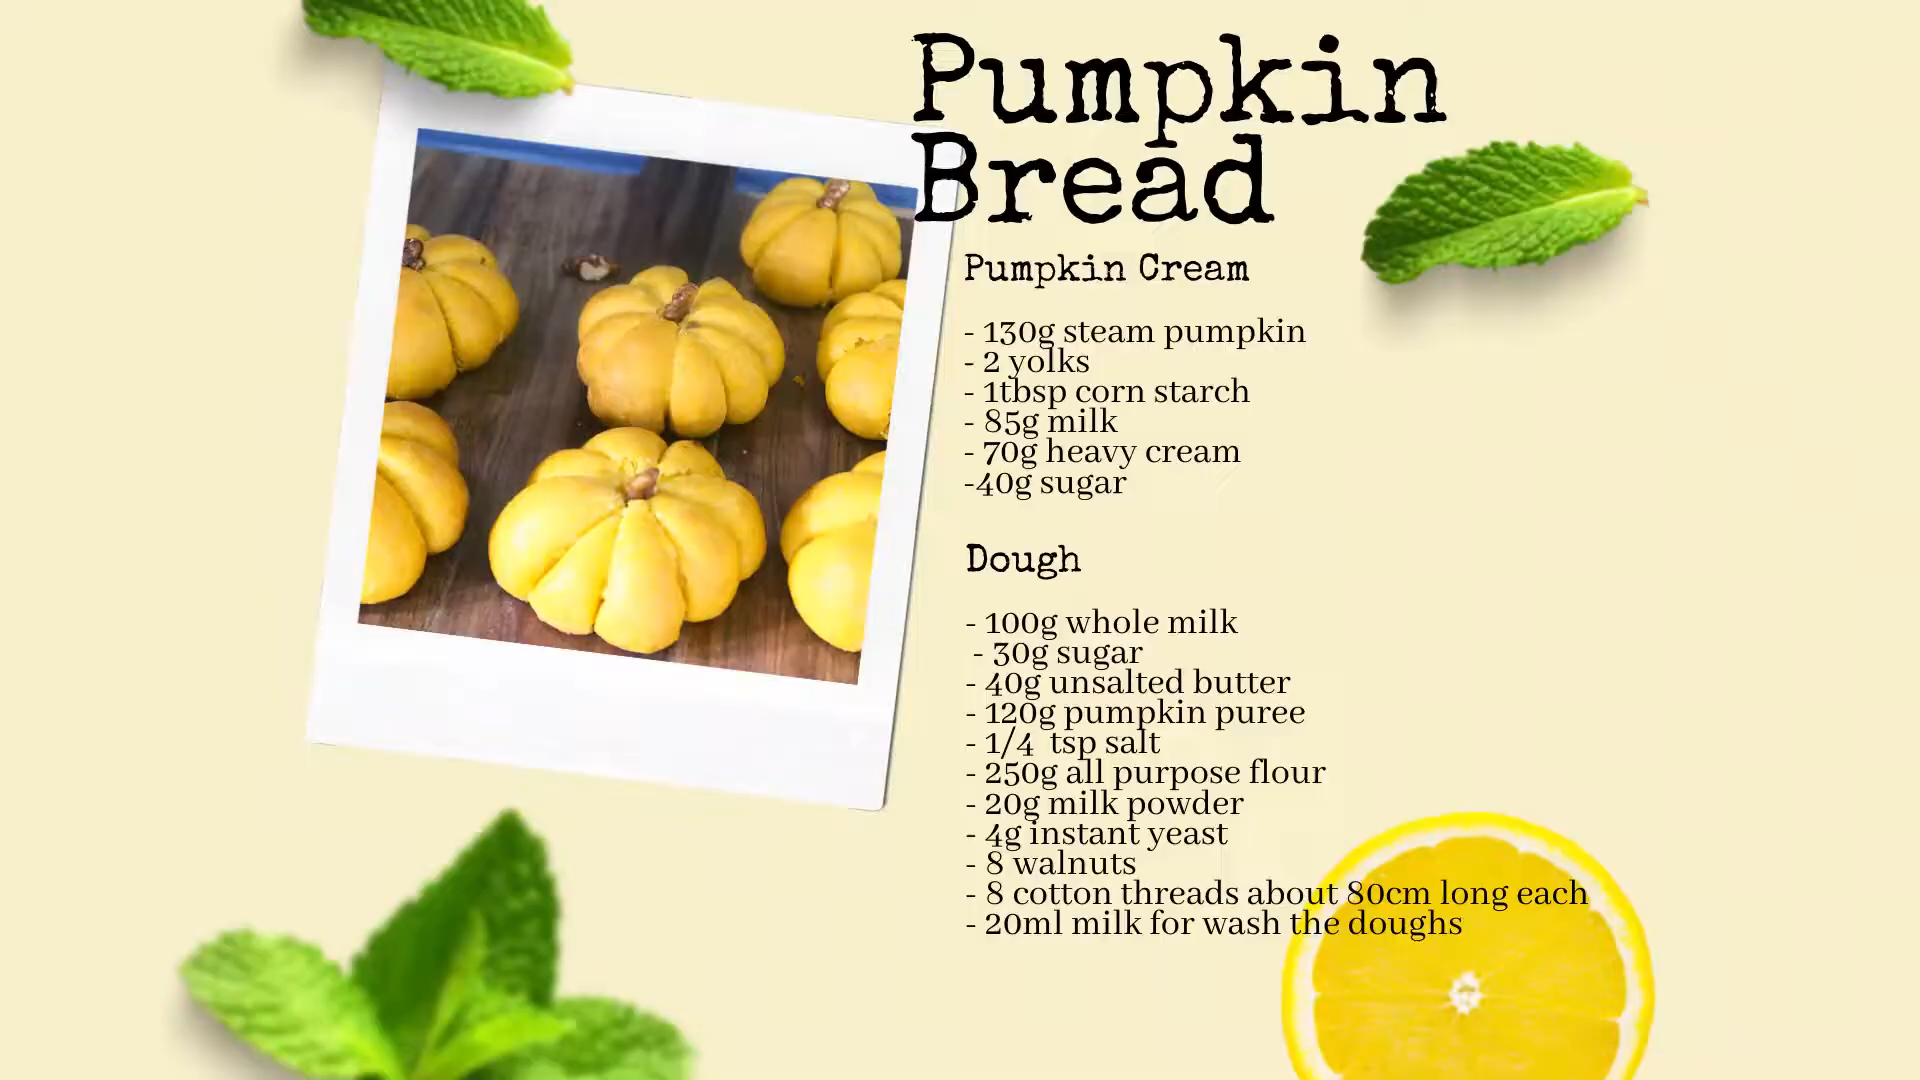 Pumpkin
Bread
Pumpkin Cream
- 130g steam pumpkin
- 2 yolks
- 1tbsp corn starch
- 85g milk
- 70g heavy cream
-40g sugar
Dough
- 100g whole milk
- 30g sugar
- 40g unsalted butter
- 120g pumpkin puree
- 1/4 tsp salt
- 250g all purpose flour
- 20g milk powder
- 4g instant yeast
- 8 walnuts
- 8 cotton threads about 80cm long each
- 20ml milk for wash the doughs